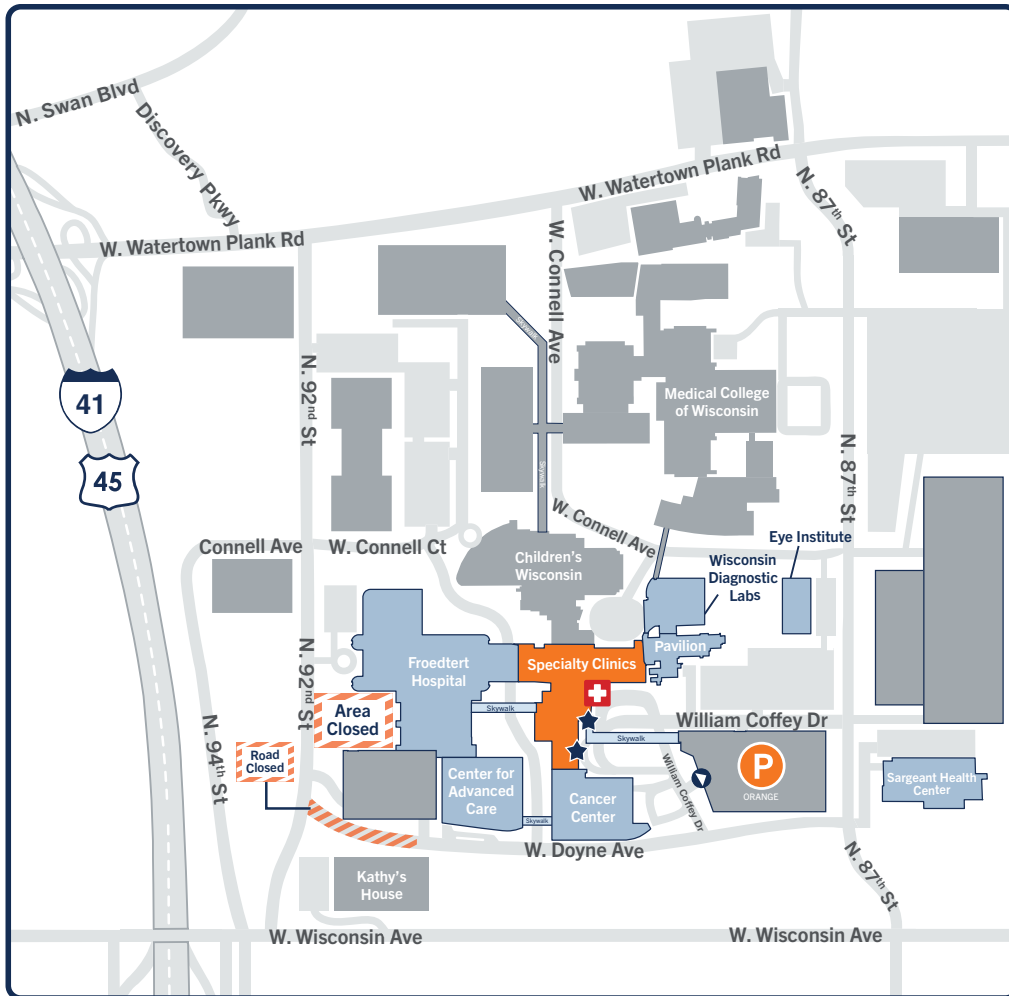 N. Swan Blvd
Discovery Pkwy
W. Watertown Plank Rd
N. 87th St
W. Watertown Plank Rd
W. Connell Ave
Skywalk
41
45
N. 92nd St
Medical College
of Wisconsin
Skywalk
N. 87th St
W. Connell Ave
Connell Ave
W. Connell Ct
Eye Institute
Children's
Wisconsin
Wisconsin
Diagnostic
Labs
Pavilion
Froedtert
Hospital
Specialty Clinics
N. 92nd St
Area
Closed
Skywalk
William Coffey Dr
Skywalk
Road
Closed
N. 94th St
P
ORANGE
William Coffey Dr
Center for
Advanced
Care
Cancer
Center
Skywalk
Sargeant Health
Center
W. Doyne Ave
N. 87th St
Kathy's
House
W. Wisconsin Ave
W. Wisconsin Ave